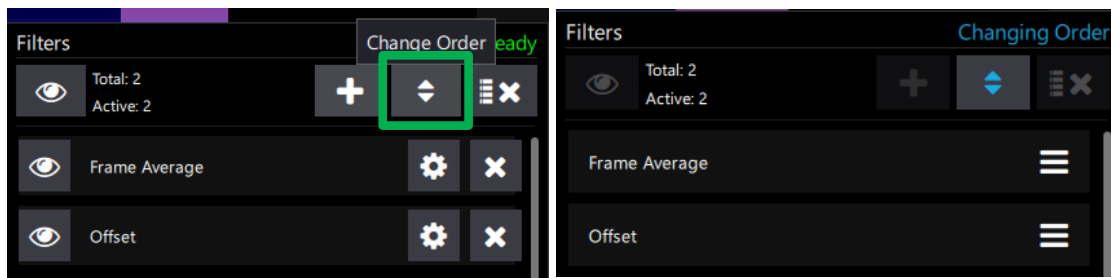 Filters
Change Order eady
Total: 2
Active: 2
Frame Average
Offset
Filters Changing Order
Total: 2
Active: 2
Frame Average
Offset